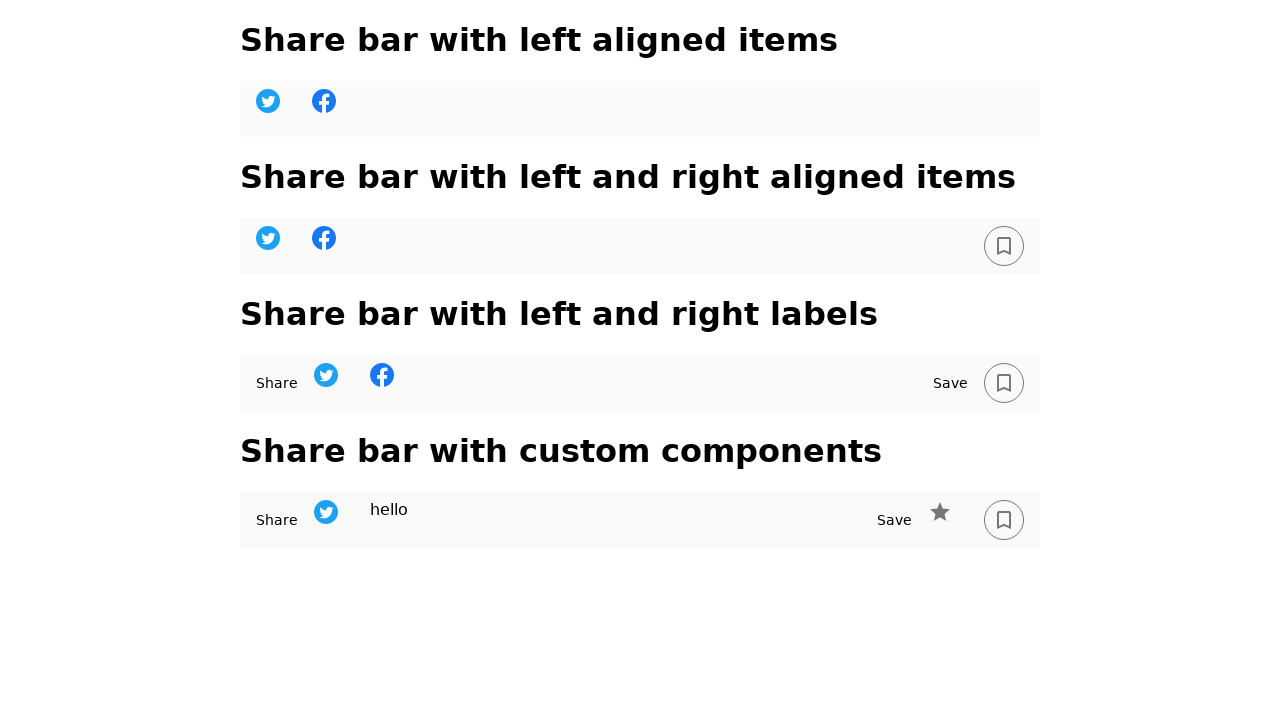 Share bar with left aligned items
Share bar with left and right aligned items
Share bar with left and right labels
Share Save
Share bar with custom components
Share hello Save